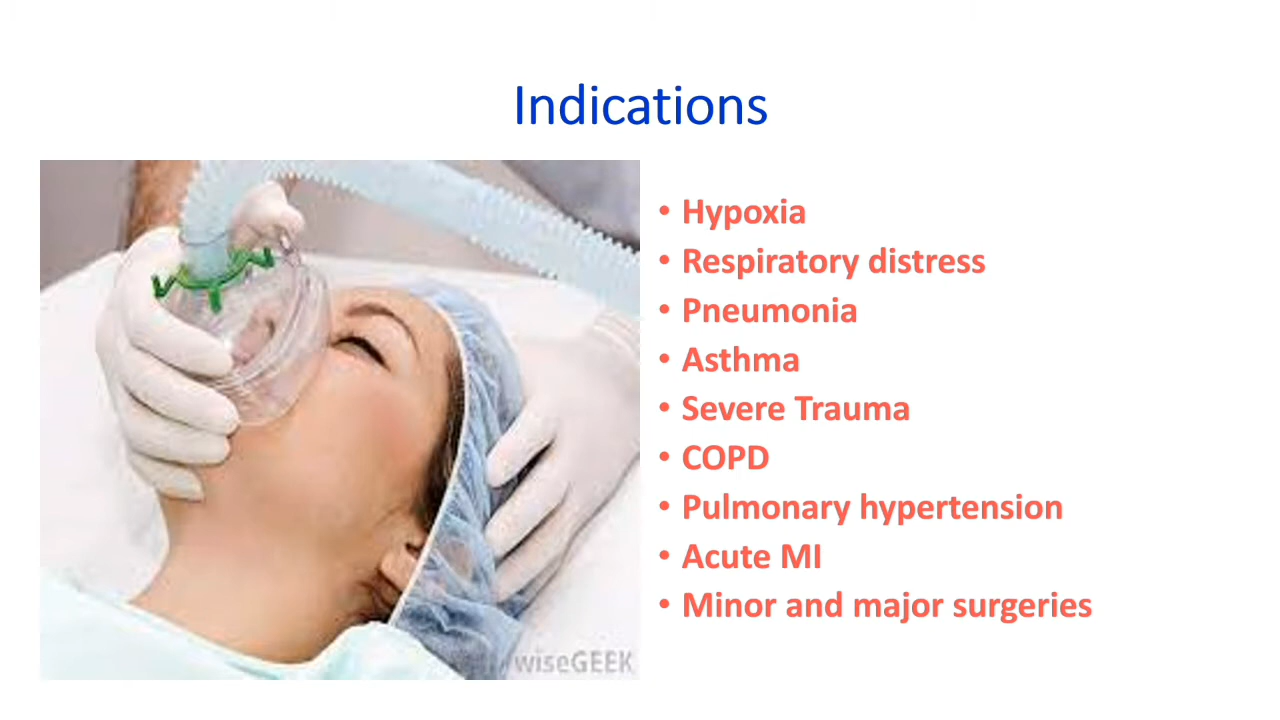 Indications
• Hypoxia
• Respiratory distress
• Pneumonia
• Asthma
• Severe Trauma
• COPD
• Pulmonary hypertension
• Acute MI
• Minor and major surgeries
wiseGEEK